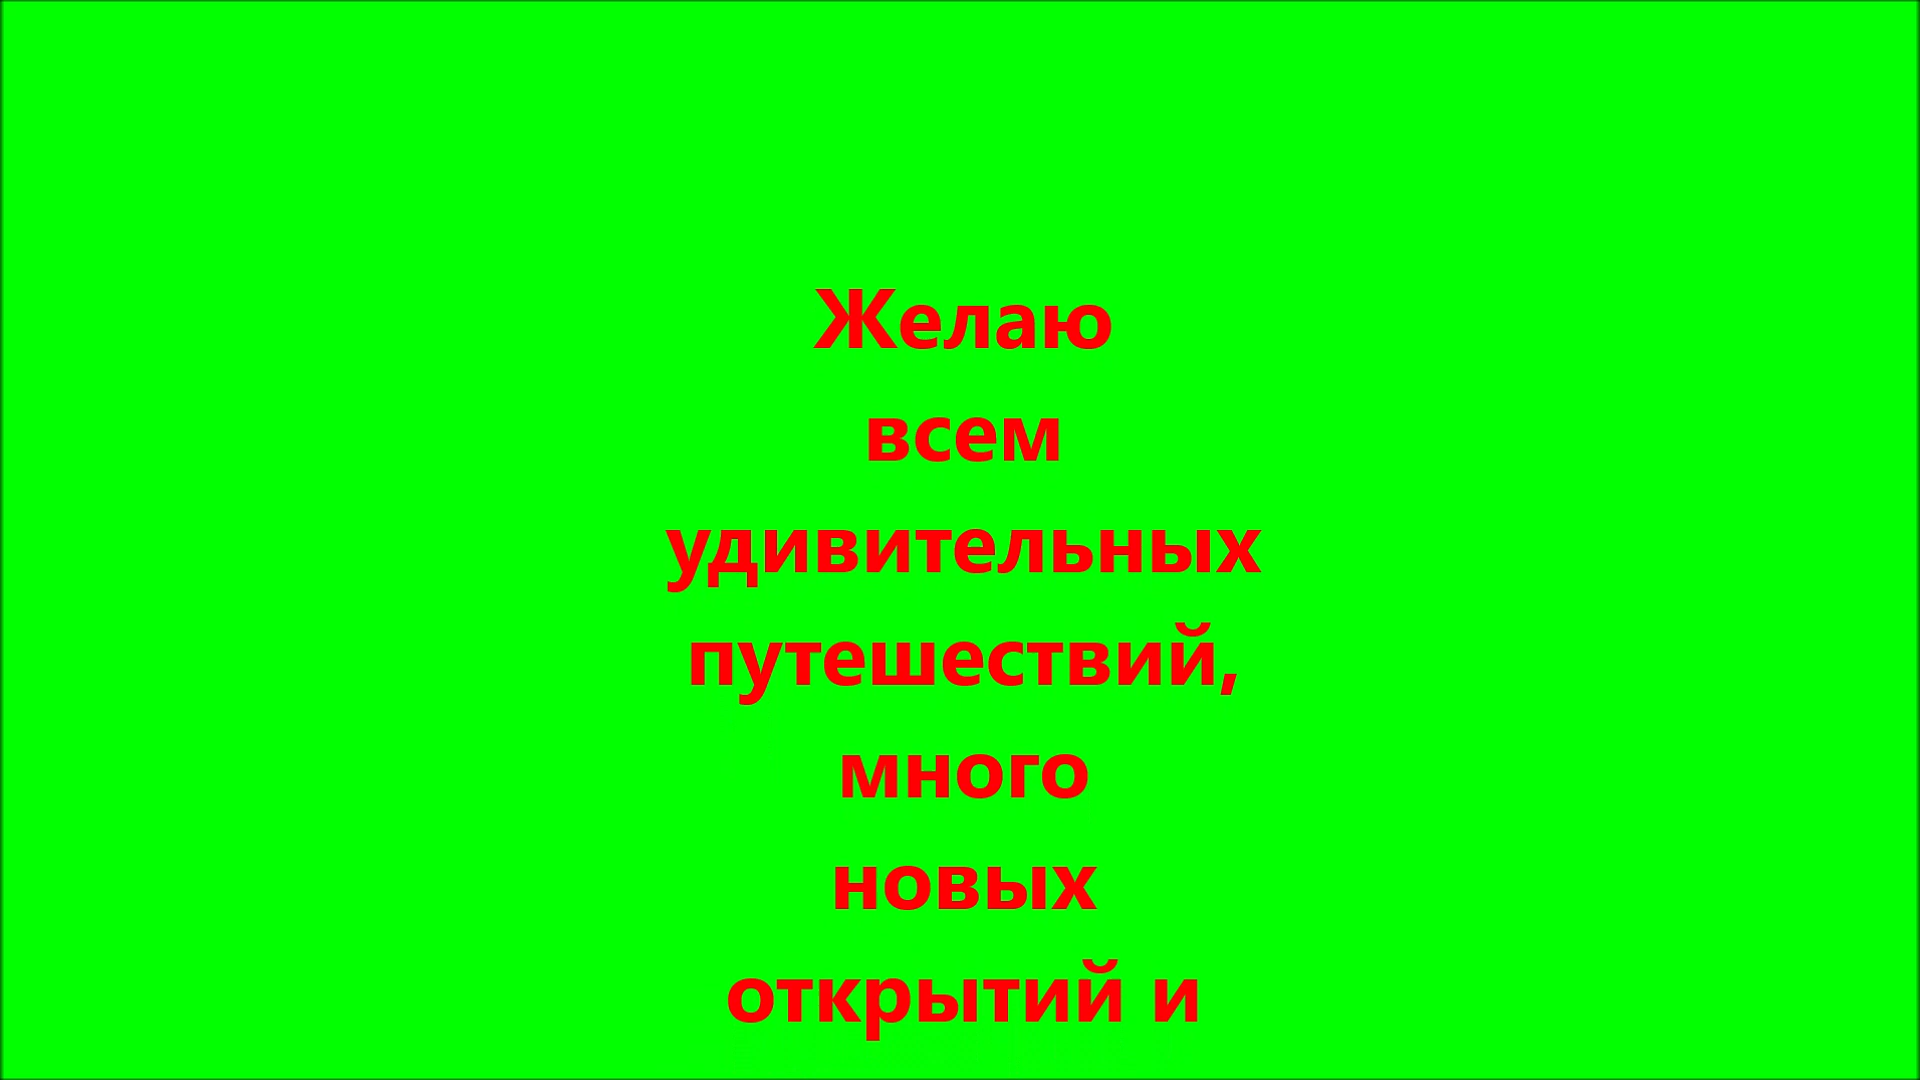 Желаю
всем
удивительных
путешествий,
много
новых
открытий и